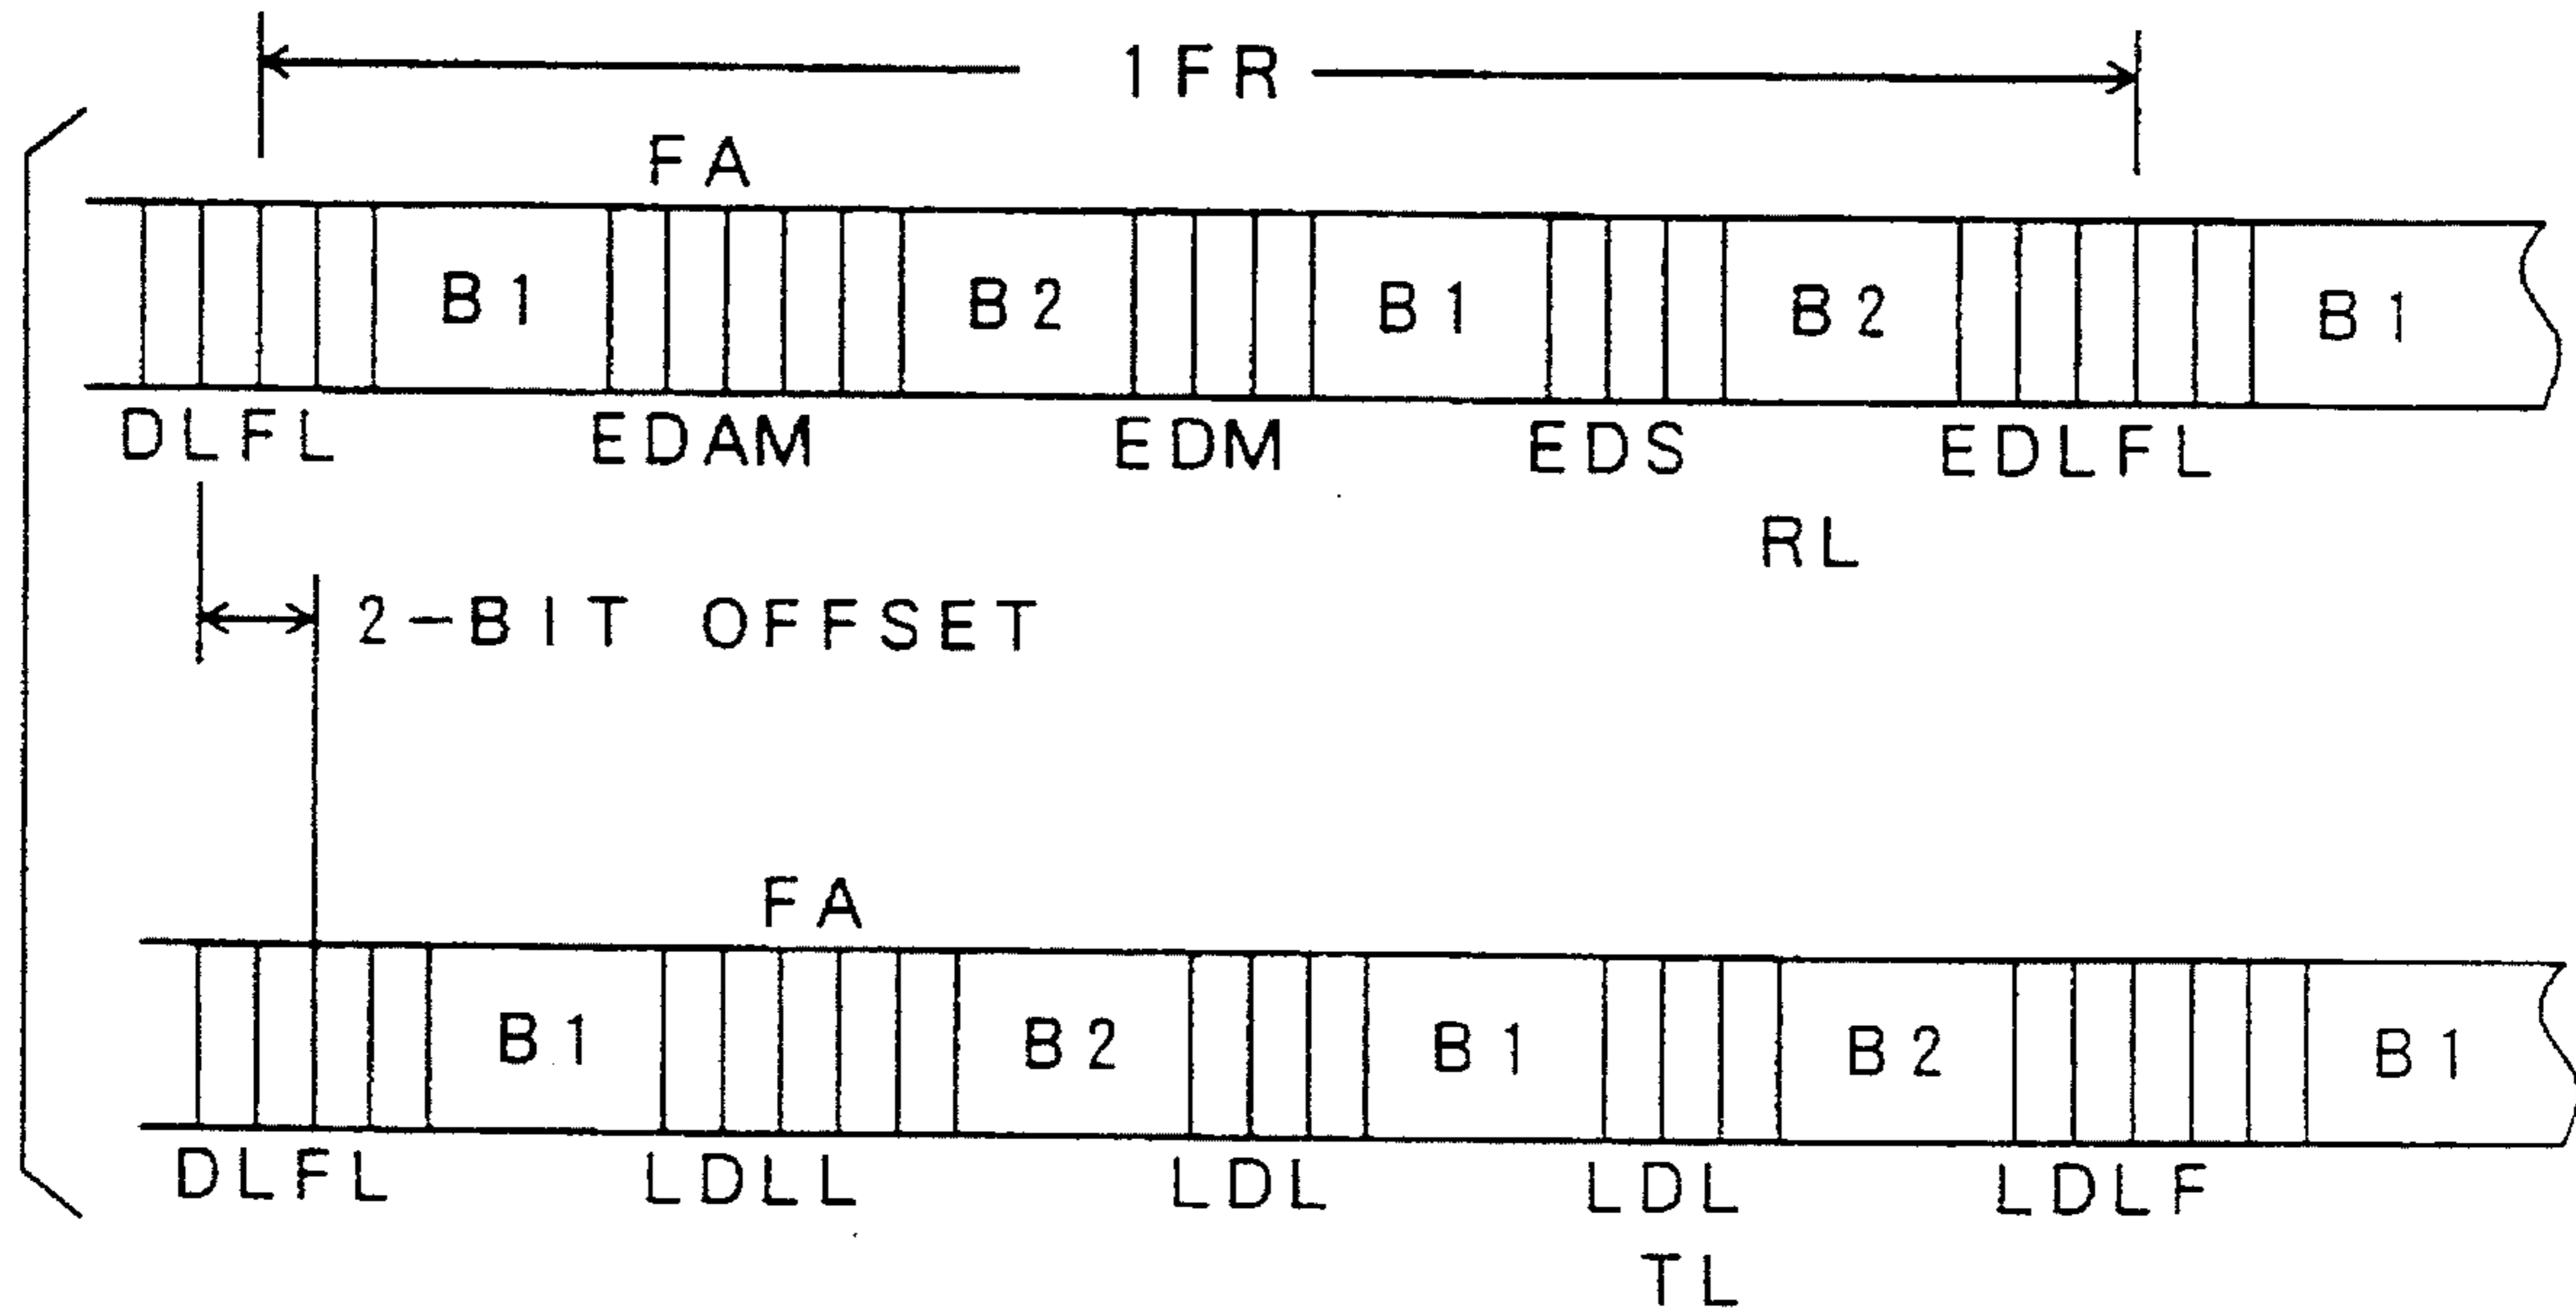 1FR
FA
B1 B2 B1 B2 B1
DLFL EDAM EDM EDS EDLFL
RL
2-BIT OFFSET
FA
B1 B2 B1 B2 B1
DLFL LDLL LDL LDL LDLF
TL